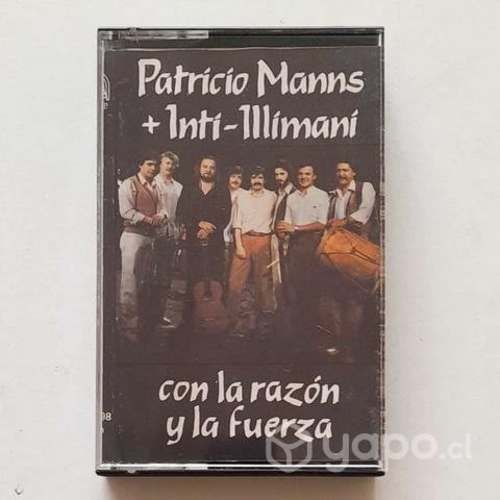 Patricio Manns
+ Inti-Illimani
con la razón
y la fuerza
yapo.cl